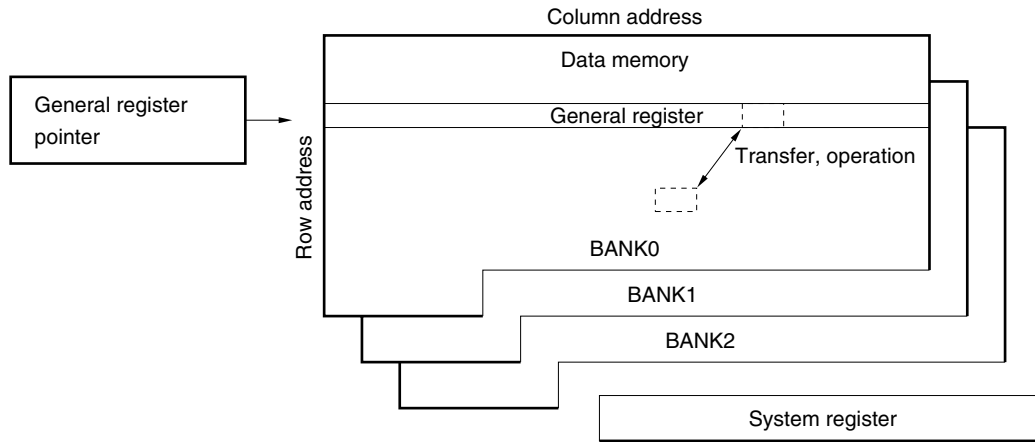 Column address
Data memory
General register
pointer
General register
Transfer, operation
Row address
BANK0
BANK1
BANK2
System register